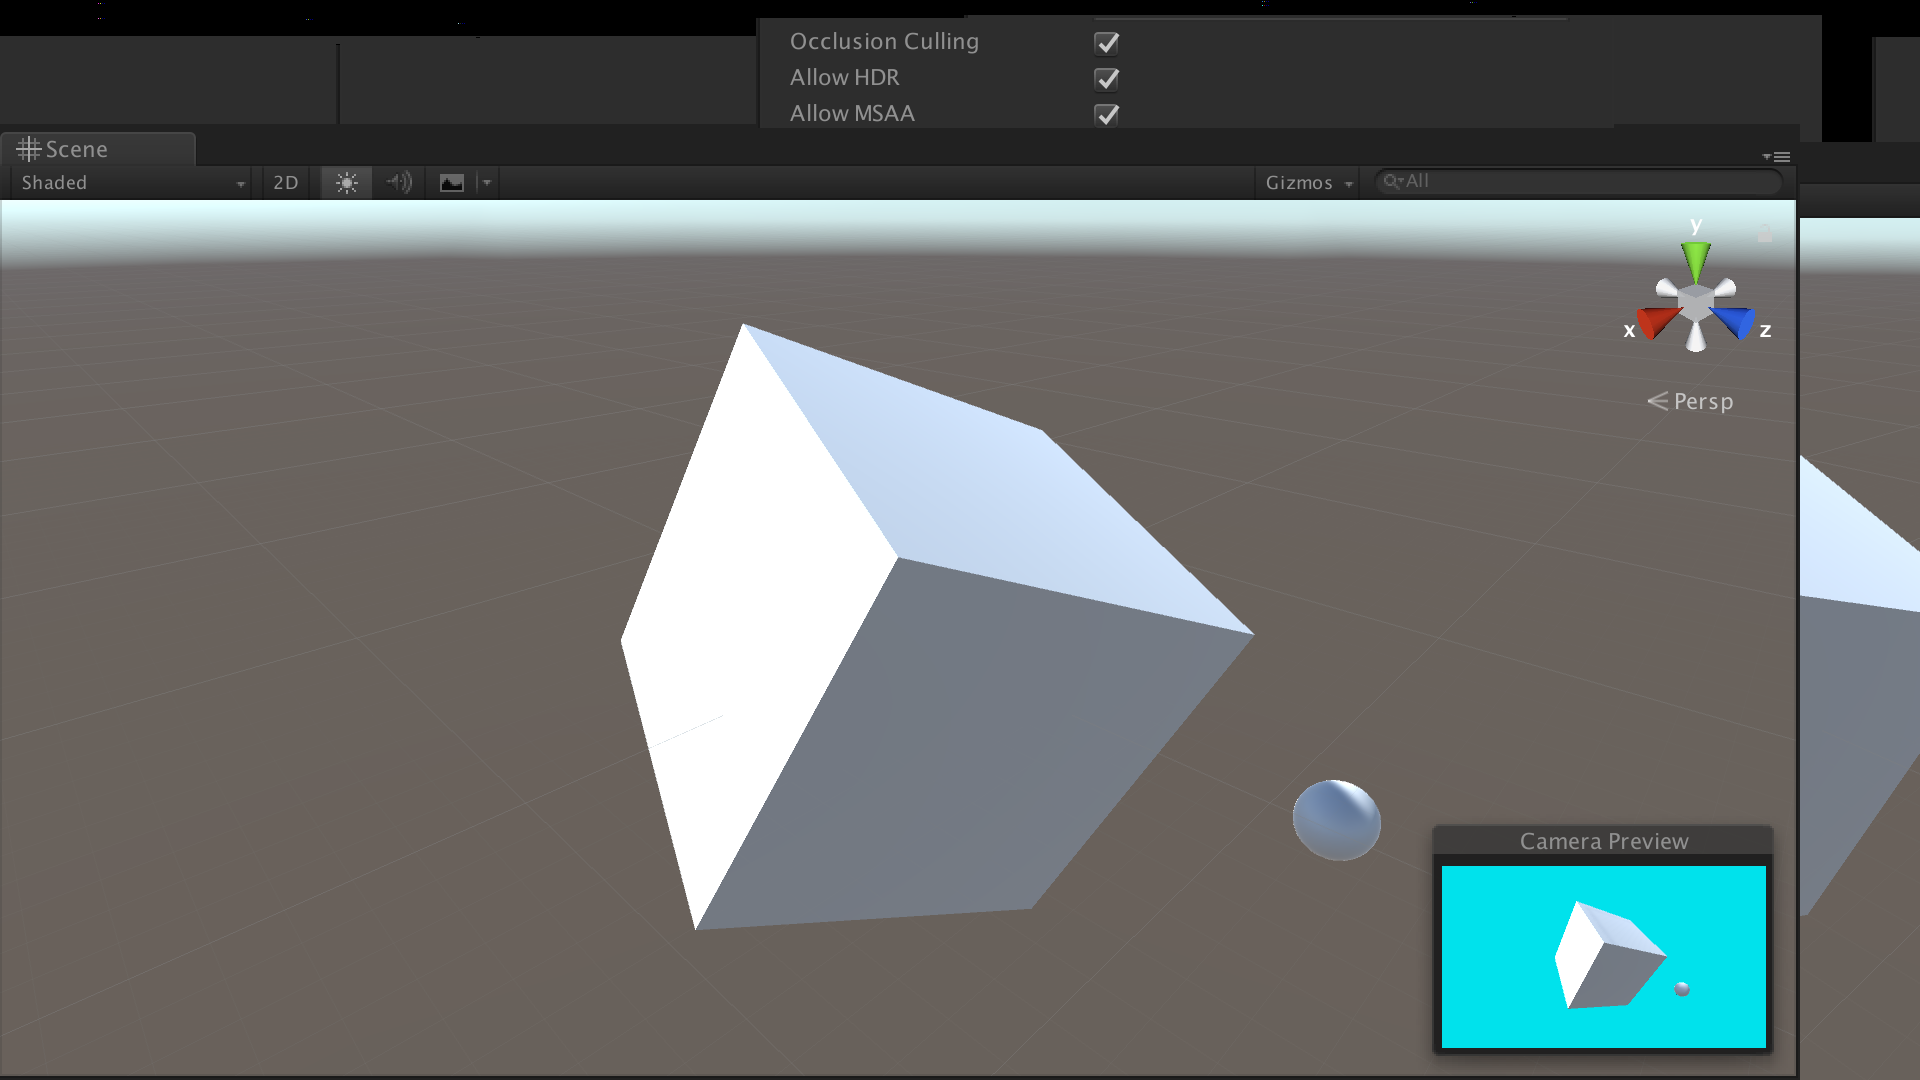 Occlusion Culling
Allow HDR
Allow MSAA
Scene
Shaded
2D
Gizmos
All
y
x
z
Persp
Camera Preview